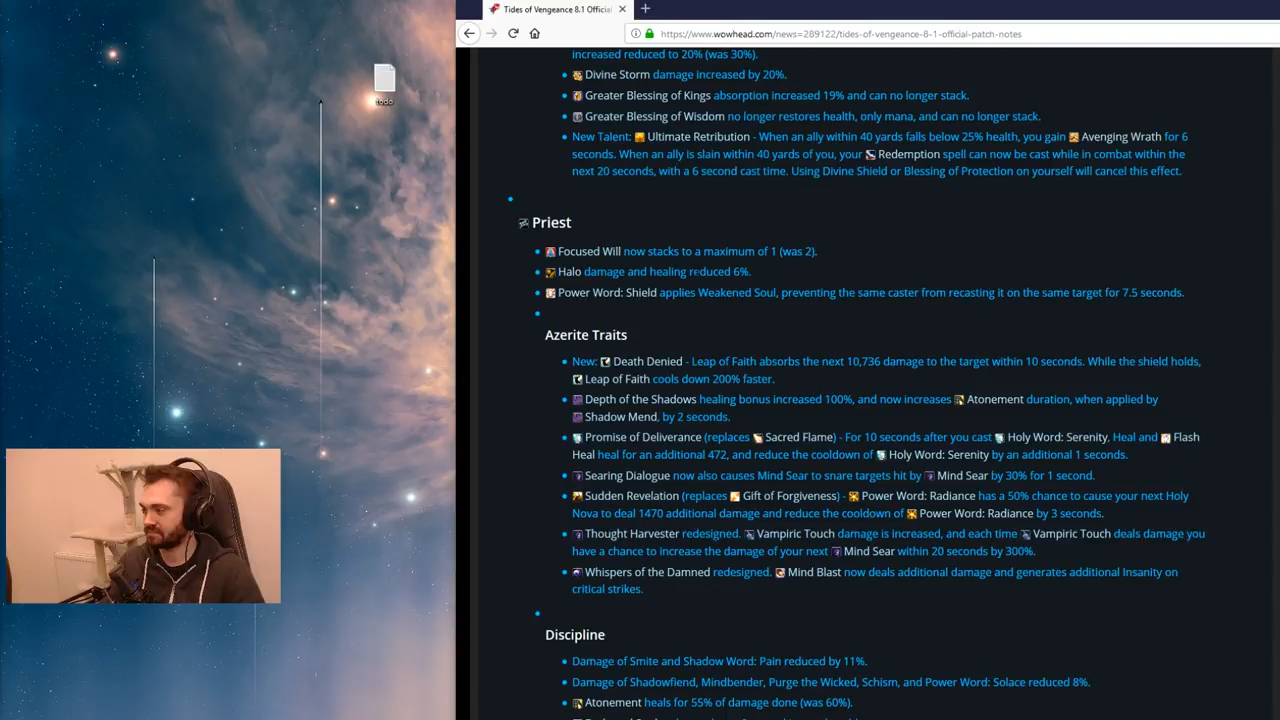 Tides of Vengeance 8.1 Official
https://www.wowhead.com/news=289122/tides-of-vengeance-8-1-official-patch-notes
todo
increased reduced to 20% (was 30%).
Divine Storm damage increased by 20%.
Greater Blessing of Kings absorption increased 19% and can no longer stack.
Greater Blessing of Wisdom no longer restores health, only mana, and can no longer stack.
New Talent: Ultimate Retribution - When an ally within 40 yards falls below 25% health, you gain Avenging Wrath for 6
seconds. When an ally is slain within 40 yards of you, your Redemption spell can now be cast while in combat within the
next 20 seconds, with a 6 second cast time. Using Divine Shield or Blessing of Protection on yourself will cancel this effect.
Priest
Focused Will now stacks to a maximum of 1 (was 2).
Halo damage and healing reduced 6%.
Power Word: Shield applies Weakened Soul, preventing the same caster from recasting it on the same target for 7.5 seconds.
Azerite Traits
New: Death Denied - Leap of Faith absorbs the next 10,736 damage to the target within 10 seconds. While the shield holds,
Leap of Faith cools down 200% faster.
Depth of the Shadows healing bonus increased 100%, and now increases Atonement duration, when applied by
Shadow Mend, by 2 seconds.
Promise of Deliverance (replaces Sacred Flame) - For 10 seconds after you cast Holy Word: Serenity, Heal and Flash
Heal heal for an additional 472, and reduce the cooldown of Holy Word: Serenity by an additional 1 seconds.
Searing Dialogue now also causes Mind Sear to snare targets hit by Mind Sear by 30% for 1 second.
Sudden Revelation (replaces Gift of Forgiveness) - Power Word: Radiance has a 50% chance to cause your next Holy
Nova to deal 1470 additional damage and reduce the cooldown of Power Word: Radiance by 3 seconds.
Thought Harvester redesigned. Vampiric Touch damage is increased, and each time Vampiric Touch deals damage you
have a chance to increase the damage of your next Mind Sear within 20 seconds by 300%.
Whispers of the Damned redesigned. Mind Blast now deals additional damage and generates additional Insanity on
critical strikes.
Discipline
Damage of Smite and Shadow Word: Pain reduced by 11%.
Damage of Shadowfiend, Mindbender, Purge the Wicked, Schism, and Power Word: Solace reduced 8%.
Atonement heals for 55% of damage done (was 60%).